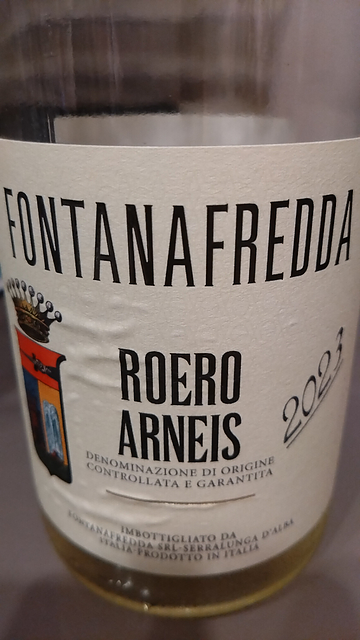 FONTANAFREDDA
ROERO
ARNEIS
2023
DENOMINAZIONE DI ORIGINE
CONTROLLATA E GARANTITA
IMBOTTIGLIATO DA
FONTANAFREDDA SRL-SERRALUNGA D'ALBA
ITALIA/PRODOTTO IN ITALIA